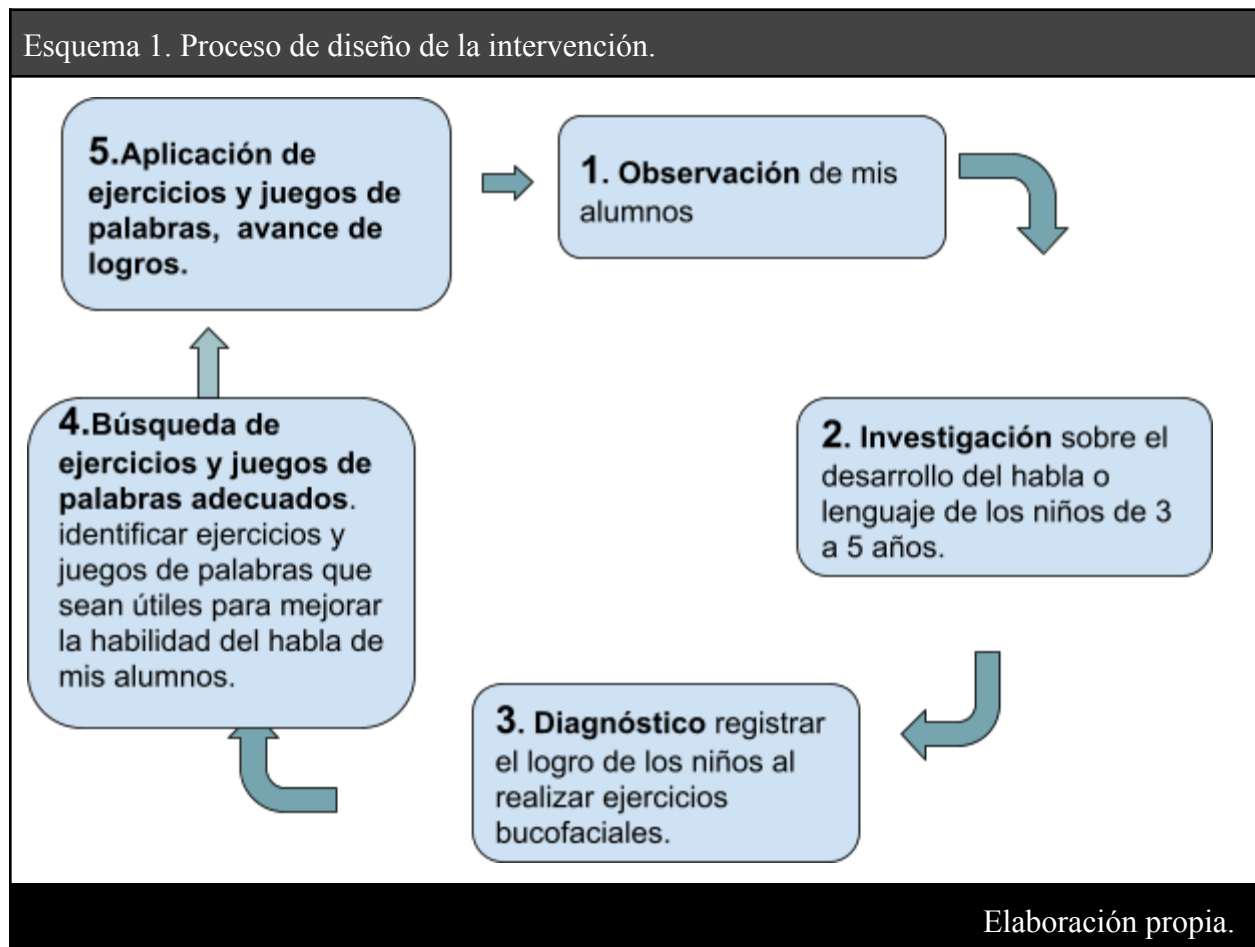 Esquema 1. Proceso de diseño de la intervención.
5.Aplicación de
ejercicios y juegos de
palabras, avance de
logros.
1. Observación de mis
alumnos
2. Investigación sobre el
desarrollo del habla o
lenguaje de los niños de 3
a 5 años.
3. Diagnóstico registrar
el logro de los niños al
realizar ejercicios
bucofaciales.
4.Búsqueda de
ejercicios y juegos de
palabras adecuados.
identificar ejercicios y
juegos de palabras que
sean útiles para mejorar
la habilidad del habla de
mis alumnos.
Elaboración propia.